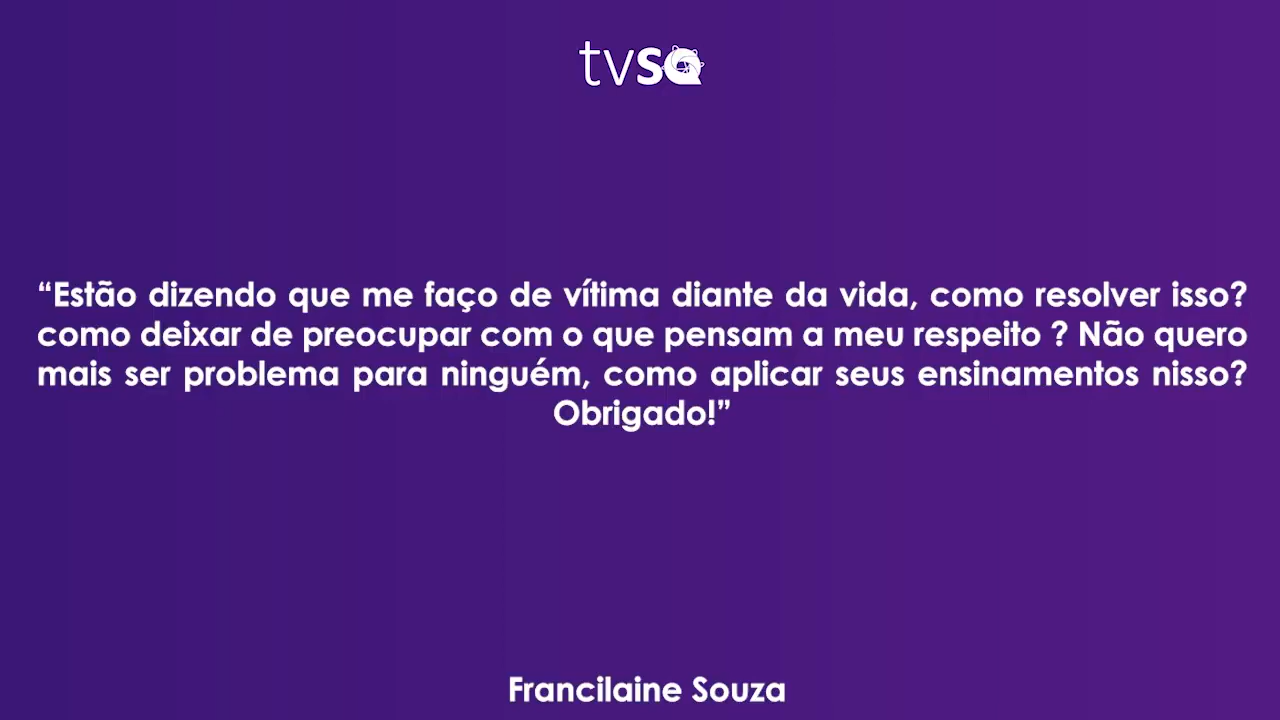 tvsq
“Estão dizendo que me faço de vítima diante da vida, como resolver isso?
como deixar de preocupar com o que pensam a meu respeito ? Não quero
mais ser problema para ninguém, como aplicar seus ensinamentos nisso?
Obrigado!”
Francilaine Souza